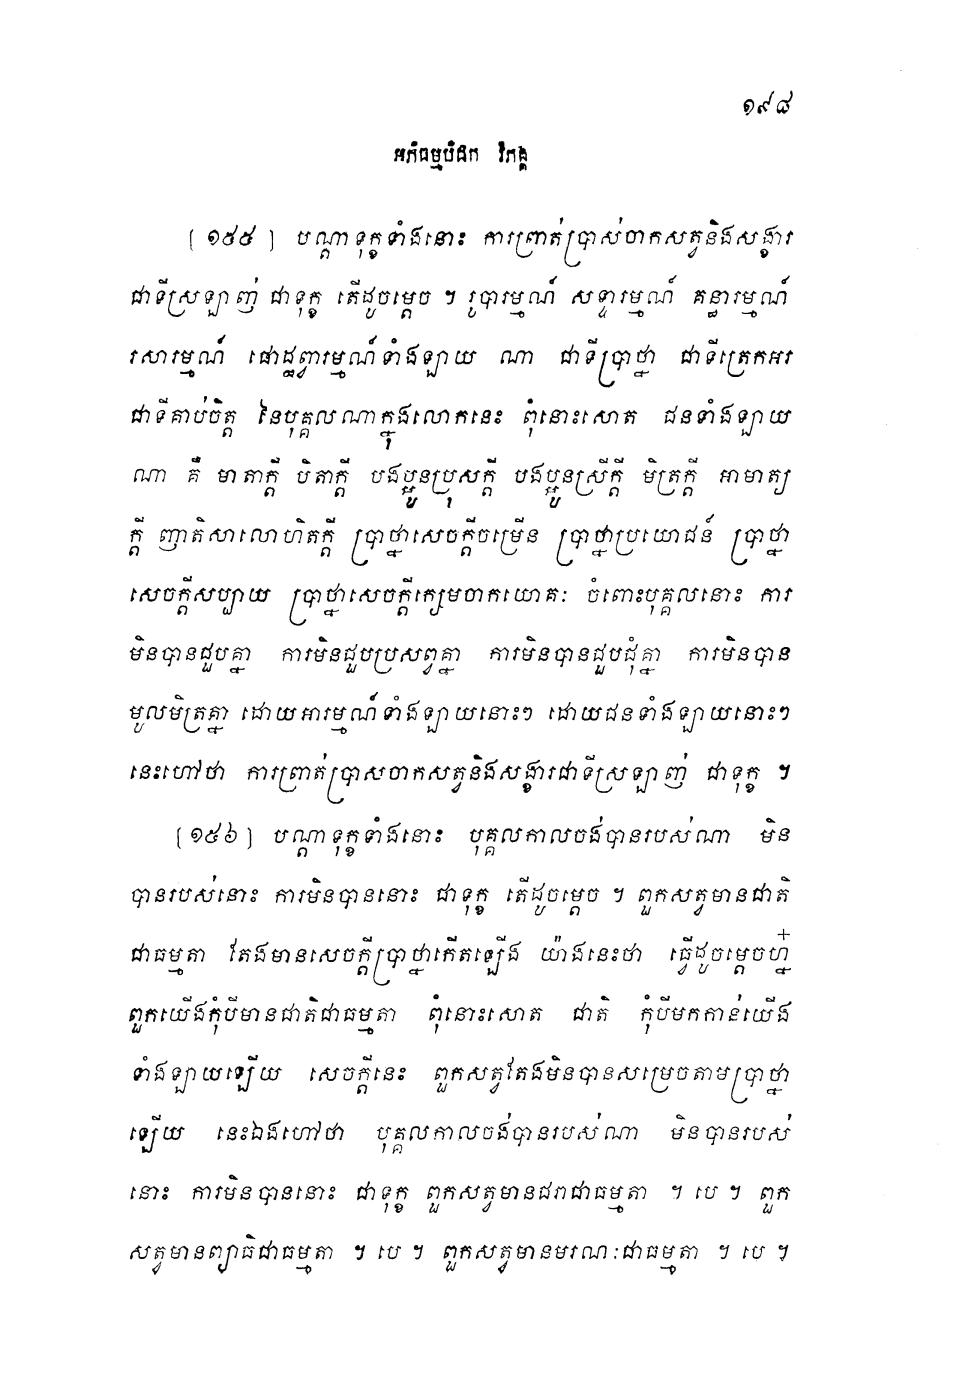 ១៩៨
អភិធម្មបិដក វិភង្គ
[១៥៥] បណ្តាទុក្ខទាំងនោះ ការព្រាត់ប្រាស់ចាកសត្វនិងសង្ខារ
ជាទីស្រឡាញ់ ជាទុក្ខ តើដូចម្តេច ។ រូបារម្មណ៍ សទ្ទារម្មណ៍ គន្ធារម្មណ៍
រសារម្មណ៍ ផោដ្ឋព្វារម្មណ៍ទាំងឡាយ ណា ជាទីប្រាថ្នា ជាទីត្រេកអរ
ជាទីគាប់ចិត្ត នៃបុគ្គលណាក្នុងលោកនេះ ពុំនោះសោត ជនទាំងឡាយ
ណា គឺ មាតាក្តី បិតាក្តី បងប្អូនប្រុសក្តី បងប្អូនស្រីក្តី មិត្រក្តី អាមាត្យ
ក្តី ញាតិសាលោហិតក្តី ប្រាថ្នាសេចក្តីចម្រើន ប្រាថ្នាប្រយោជន៍ ប្រាថ្នា
សេចក្តីសប្បាយ ប្រាថ្នាសេចក្តីក្សេមចាកយោគៈ ចំពោះបុគ្គលនោះ ការ
មិនបានជួបគ្នា ការមិនជួបប្រសព្វគ្នា ការមិនបានជួបជុំគ្នា ការមិនបាន
មូលមិត្រគ្នា ដោយអារម្មណ៍ទាំងឡាយនោះៗ ដោយជនទាំងឡាយនោះៗ
នេះហៅថា ការព្រាត់ប្រាសចាកសត្វនិងសង្ខារជាទីស្រឡាញ់ ជាទុក្ខ ។
[១៥៦] បណ្តាទុក្ខទាំងនោះ បុគ្គលកាលចង់បានរបស់ណា មិន
បានរបស់នោះ ការមិនបាននោះ ជាទុក្ខ តើដូចម្តេច ។ ពួកសត្វមានជាតិ
ជាធម្មតា តែងមានសេចក្តីប្រាថ្នាកើតឡើង យ៉ាងនេះថា ធ្វើដូចម្តេចហ្ន៎
ពួកយើងកុំបីមានជាតិជាធម្មតា ពុំនោះសោត ជាតិ កុំបីមកកាន់យើង
ទាំងឡាយឡើយ សេចក្តីនេះ ពួកសត្វតែងមិនបានសម្រេចតាមប្រាថ្នា
ឡើយ នេះឯងហៅថា បុគ្គលកាលចង់បានរបស់ណា មិនបានរបស់
នោះ ការមិនបាននោះ ជាទុក្ខ ពួកសត្វមានជរាជាធម្មតា ។ បេ ។ ពួក
សត្វមានព្យាធិជាធម្មតា ។ បេ ។ ពួកសត្វមានមរណៈជាធម្មតា ។ បេ ។